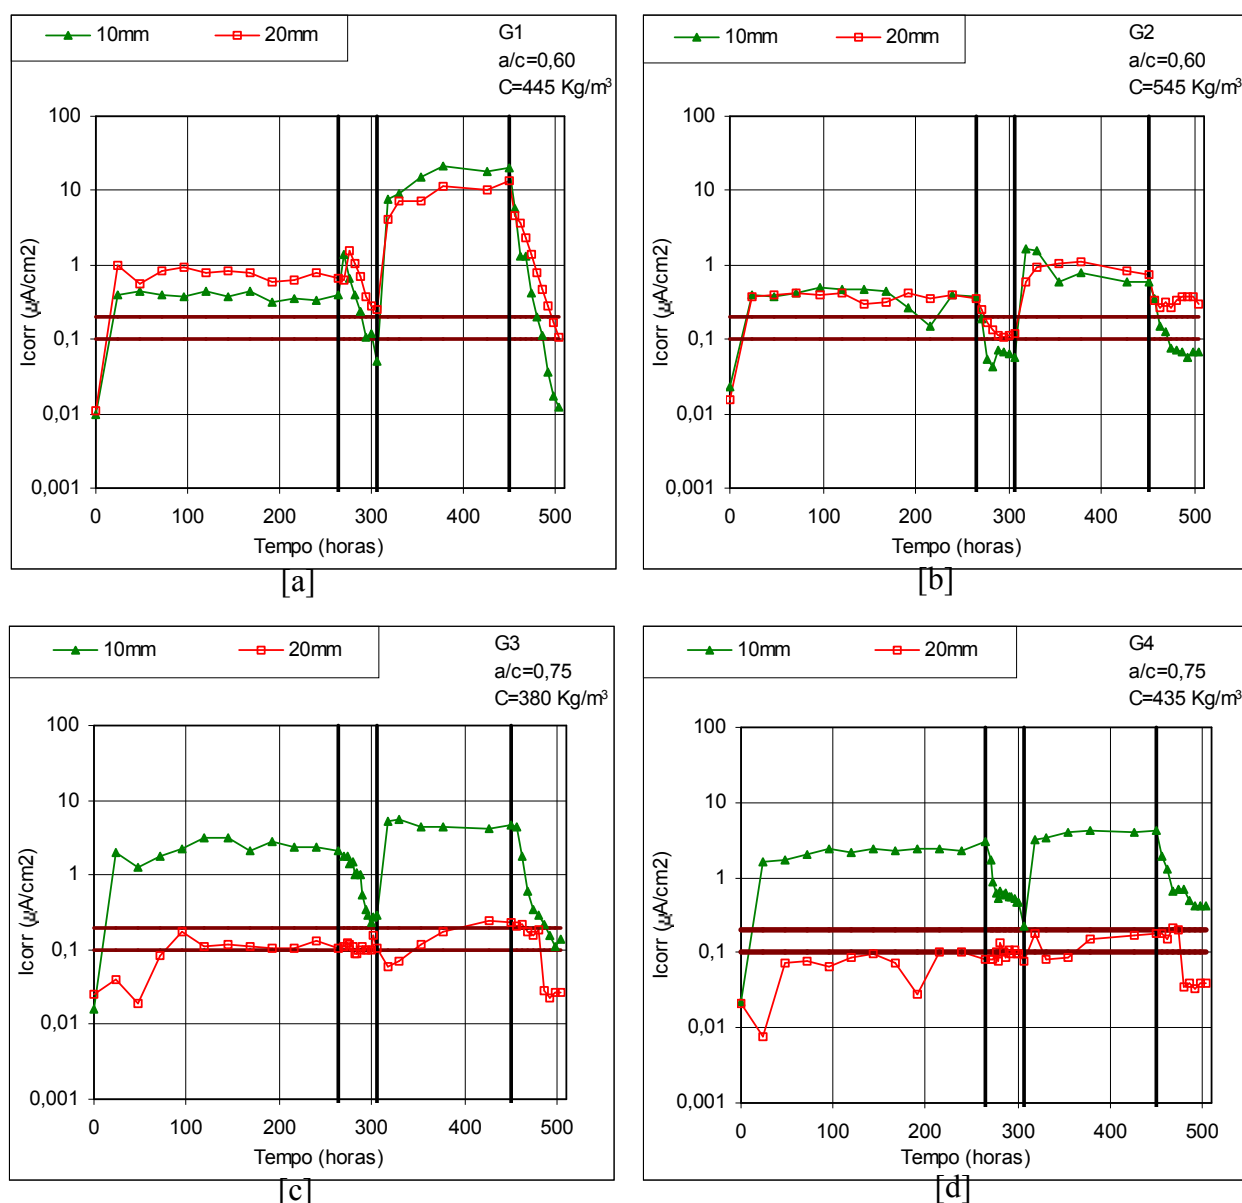 10mm 20mm
G1
a/c=0,60
C=445 Kg/m³
100
10
1
0,1
0,01
0,001
Icorr (µA/cm2)
0 100 200 300 400 500
Tempo (horas)
[a]
10mm 20mm
G2
a/c=0,60
C=545 Kg/m³
100
10
1
0,1
0,01
0,001
Icorr (µA/cm2)
0 100 200 300 400 500
Tempo (horas)
[b]
10mm 20mm
G3
a/c=0,75
C=380 Kg/m³
100
10
1
0,1
0,01
0,001
Icorr (µA/cm2)
0 100 200 300 400 500
Tempo (horas)
[c]
10mm 20mm
G4
a/c=0,75
C=435 Kg/m³
100
10
1
0,1
0,01
0,001
Icorr (µA/cm2)
0 100 200 300 400 500
Tempo (horas)
[d]